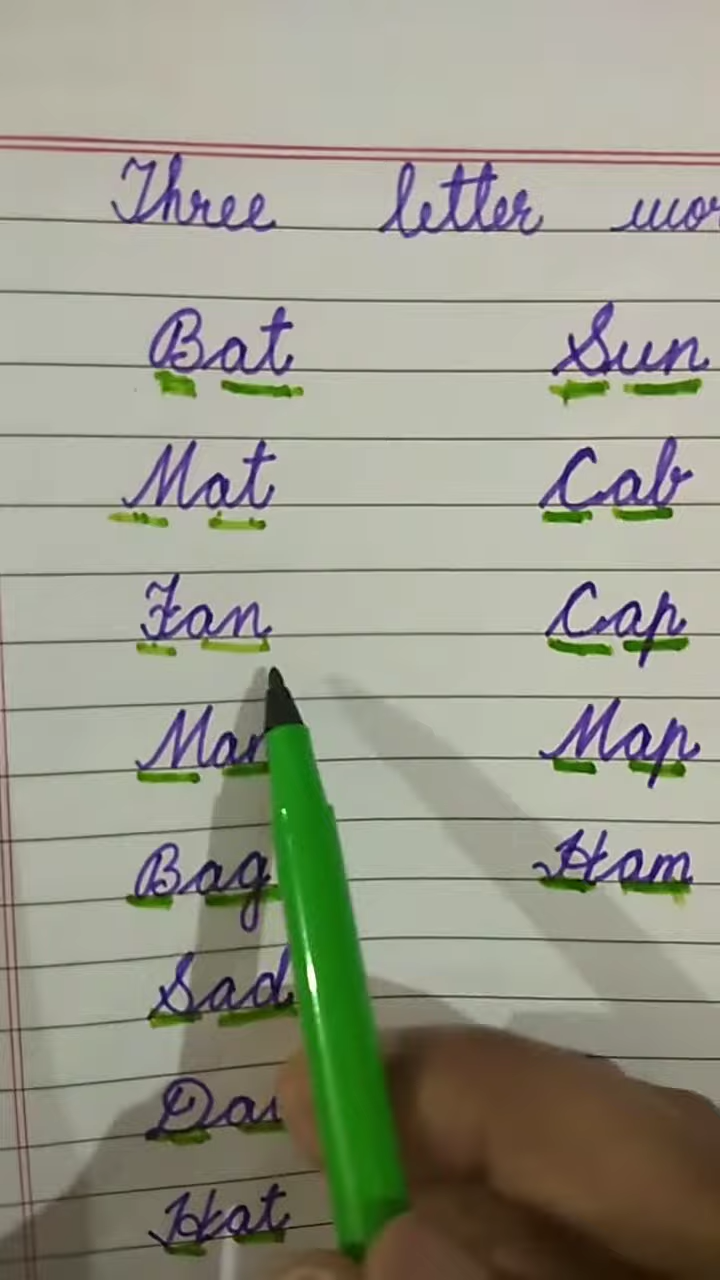 Three letter
Bat Sun
Mat Cab
Fan Cap
Map
Bag Ham
Sad
Hat